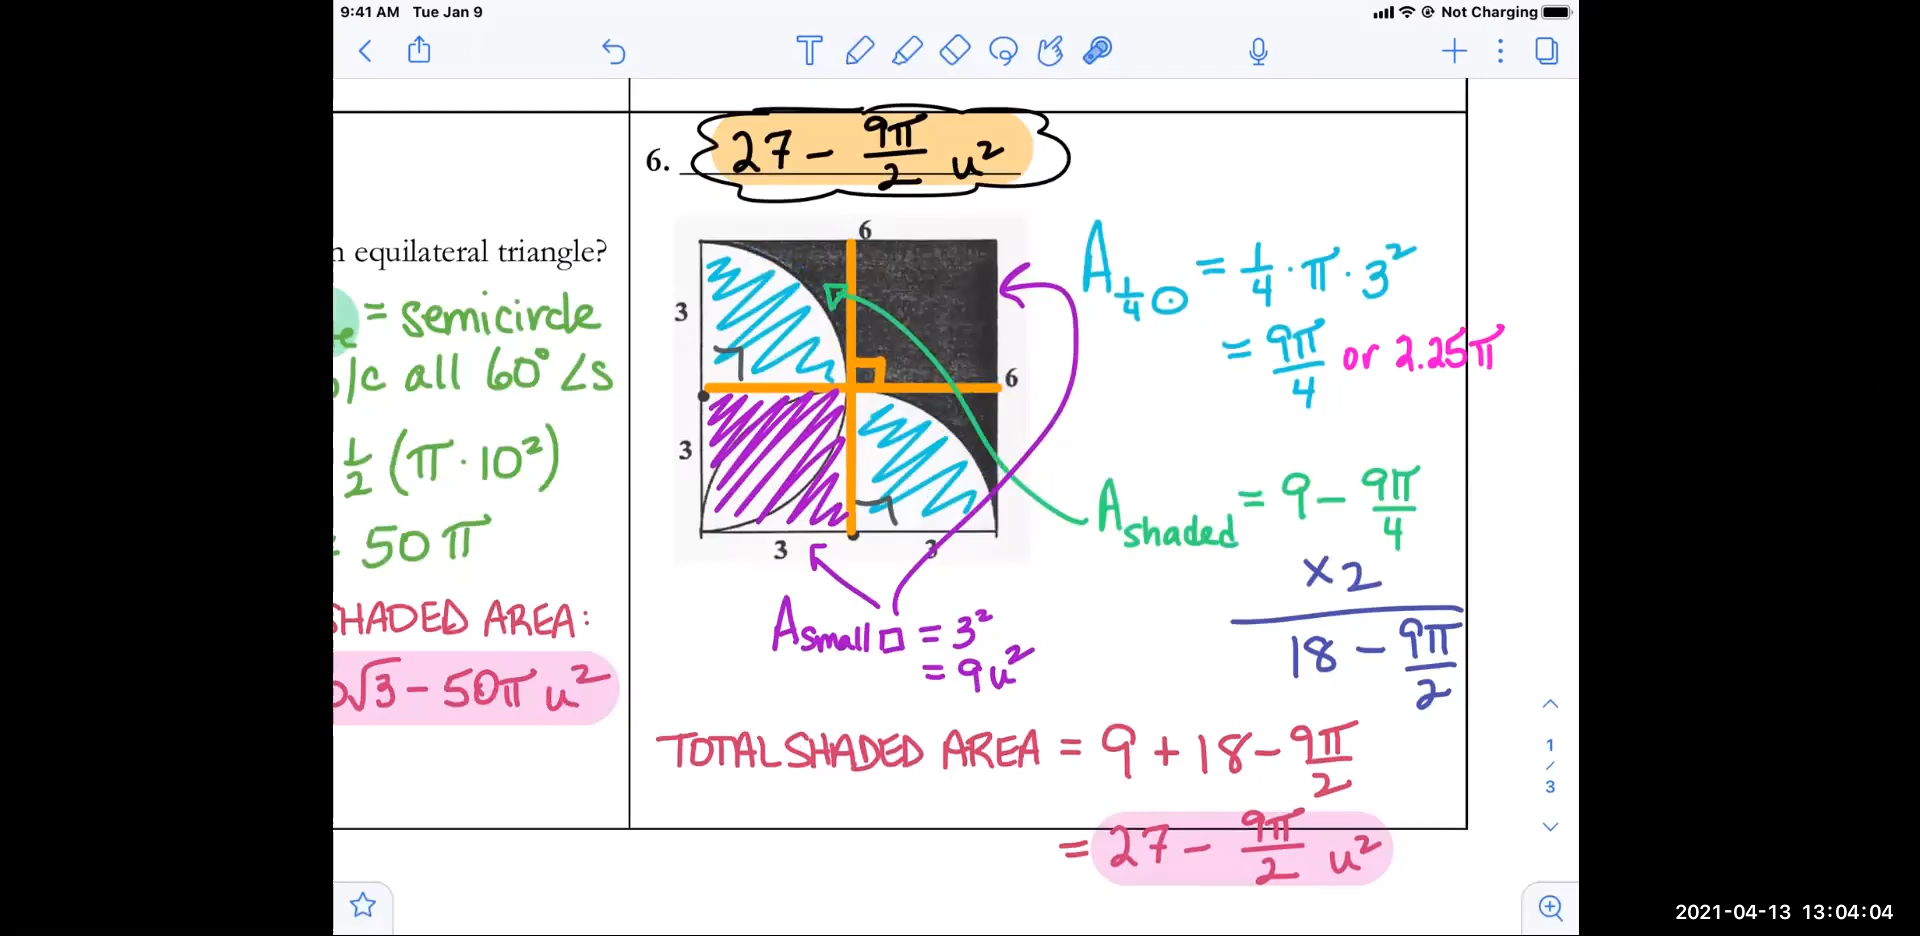 9:41 AM Tue Jan 9
Not Charging
6. 27 - 9π/2 u²
equilateral triangle?
= semicircle
all 60° ∠s
1/2 (π · 10²)
50π
SHADED AREA:
√3 - 50π u²
6
3
6
3
3
3
A 1/4 ⊙ = 1/4 · π · 3²
= 9π/4 or 2.25π
A shaded = 9 - 9π/4
× 2
18 - 9π/2
A small □ = 3²
= 9u²
TOTAL SHADED AREA = 9 + 18 - 9π/2
= 27 - 9π/2 u²
1
/
3
2021-04-13 13:04:04